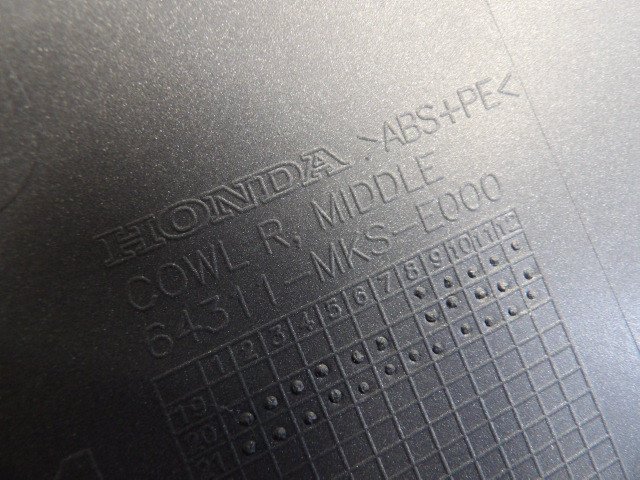 HONDA >ABS+PE<
COWL R, MIDDLE
64311-MKS-E000
1 2 3 4 5 6 7 8 9 10 11 12
19
20
21